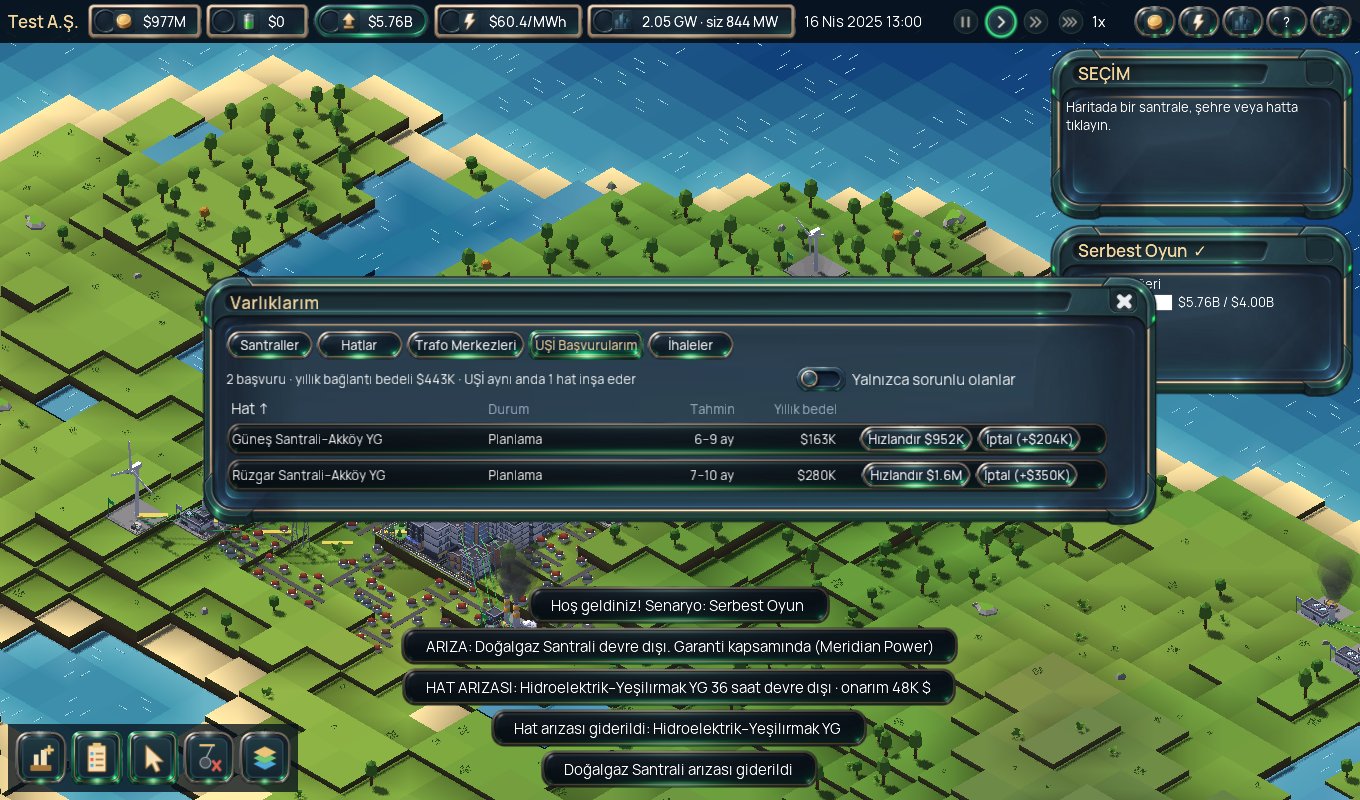 Test A.Ş.
$977M
$0
$5.76B
$60.4/MWh
2.05 GW · siz 844 MW
16 Nis 2025 13:00
1x
?
SEÇİM
Haritada bir santrale, şehre veya hatta
tıklayın.
Serbest Oyun ✓
$5.76B / $4.00B
Varlıklarım
Santraller
Hatlar
Trafo Merkezleri
UŞİ Başvurularım
İhaleler
2 başvuru · yıllık bağlantı bedeli $443K · UŞİ aynı anda 1 hat inşa eder
Yalnızca sorunlu olanlar
Hat ↑ Durum Tahmin Yıllık bedel
Güneş Santrali–Akköy YG Planlama 6–9 ay $163K Hızlandır $952K İptal (+$204K)
Rüzgar Santrali–Akköy YG Planlama 7–10 ay $280K Hızlandır $1.6M İptal (+$350K)
Hoş geldiniz! Senaryo: Serbest Oyun
ARIZA: Doğalgaz Santrali devre dışı. Garanti kapsamında (Meridian Power)
HAT ARIZASI: Hidroelektrik–Yeşilırmak YG 36 saat devre dışı · onarım 48K $
Hat arızası giderildi: Hidroelektrik–Yeşilırmak YG
Doğalgaz Santrali arızası giderildi